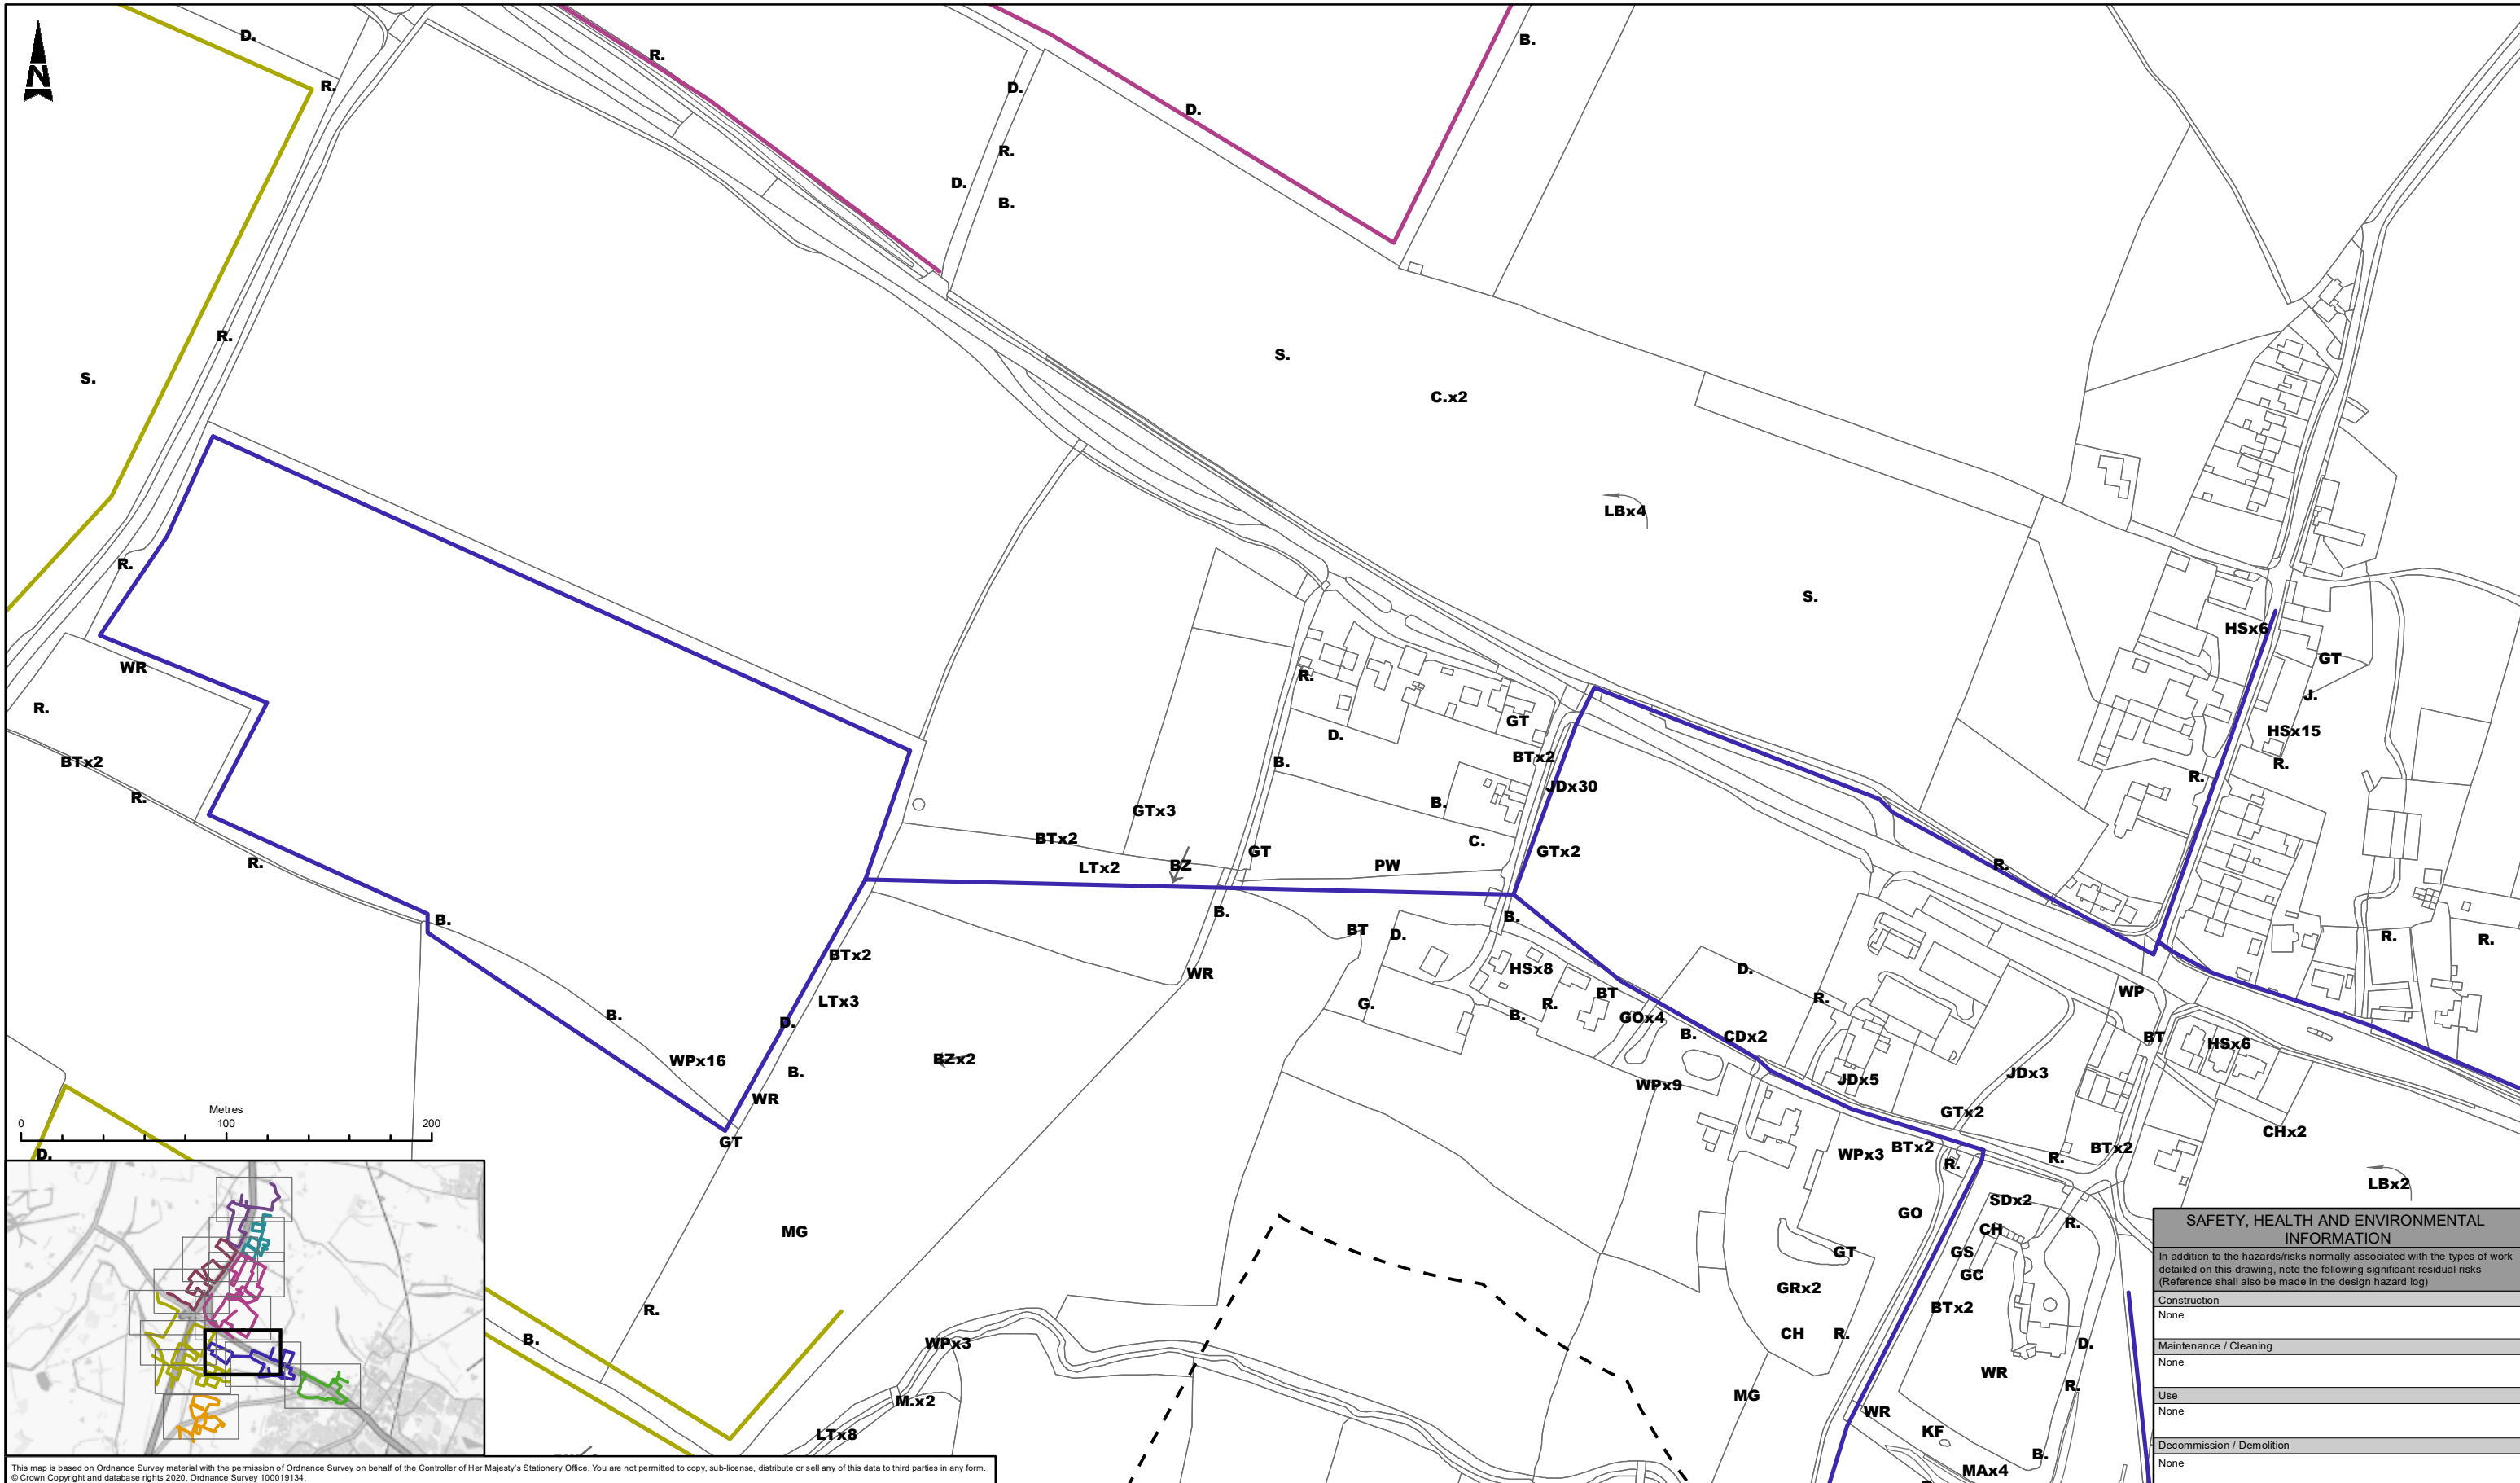 N
D.
R.
R.
D.
B.
D.
D.
R.
D.
B.
R.
S.
S.
C.x2
LBx4
R.
S.
HSx6
WR
GT
R.
R.
J.
GT
D.
HSx15
BTx2
BTx2
B.
R.
R.
JDx30
R.
B.
GTx3
BTx2
C.
GT
GTx2
PW
R.
LTx2
BZ
R.
B.
B.
B.
BT
D.
R.
R.
BTx2
HSx8
D.
WR
BT
WP
LTx3
G.
R.
R.
B.
B.
GOx4
D.
B.
CDx2
BT
HSx6
WPx16
BZx2
B.
JDx5
JDx3
WPx9
WR
GTx2
GT
CHx2
BTx2
BTx2
WPx3
R.
R.
Metres
0 100 200
D.
LBx2
SDx2
GO
R.
CH
MG
GS
GT
GC
GRx2
BTx2
R.
CH
R.
B.
WPx3
D.
WR
R.
MG
M.x2
WR
KF
LTx8
B.
MAx4
SAFETY, HEALTH AND ENVIRONMENTAL
INFORMATION
In addition to the hazards/risks normally associated with the types of work
detailed on this drawing, note the following significant residual risks
(Reference shall also be made in the design hazard log)
Construction
None
Maintenance / Cleaning
None
Use
None
Decommission / Demolition
None
This map is based on Ordnance Survey material with the permission of Ordnance Survey on behalf of the Controller of Her Majesty's Stationery Office. You are not permitted to copy, sub-license, distribute or sell any of this data to third parties in any form.
© Crown Copyright and database rights 2020, Ordnance Survey 100019134.